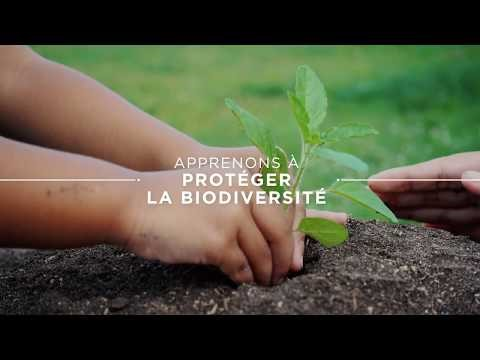 APPRENONS À
PROTÉGER
LA BIODIVERSITÉ